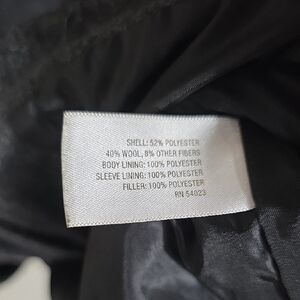 SHELL: 52% POLYESTER
40% WOOL, 8% OTHER FIBERS
BODY LINING: 100% POLYESTER
SLEEVE LINING: 100% POLYESTER
FILLER: 100% POLYESTER
RN 54023